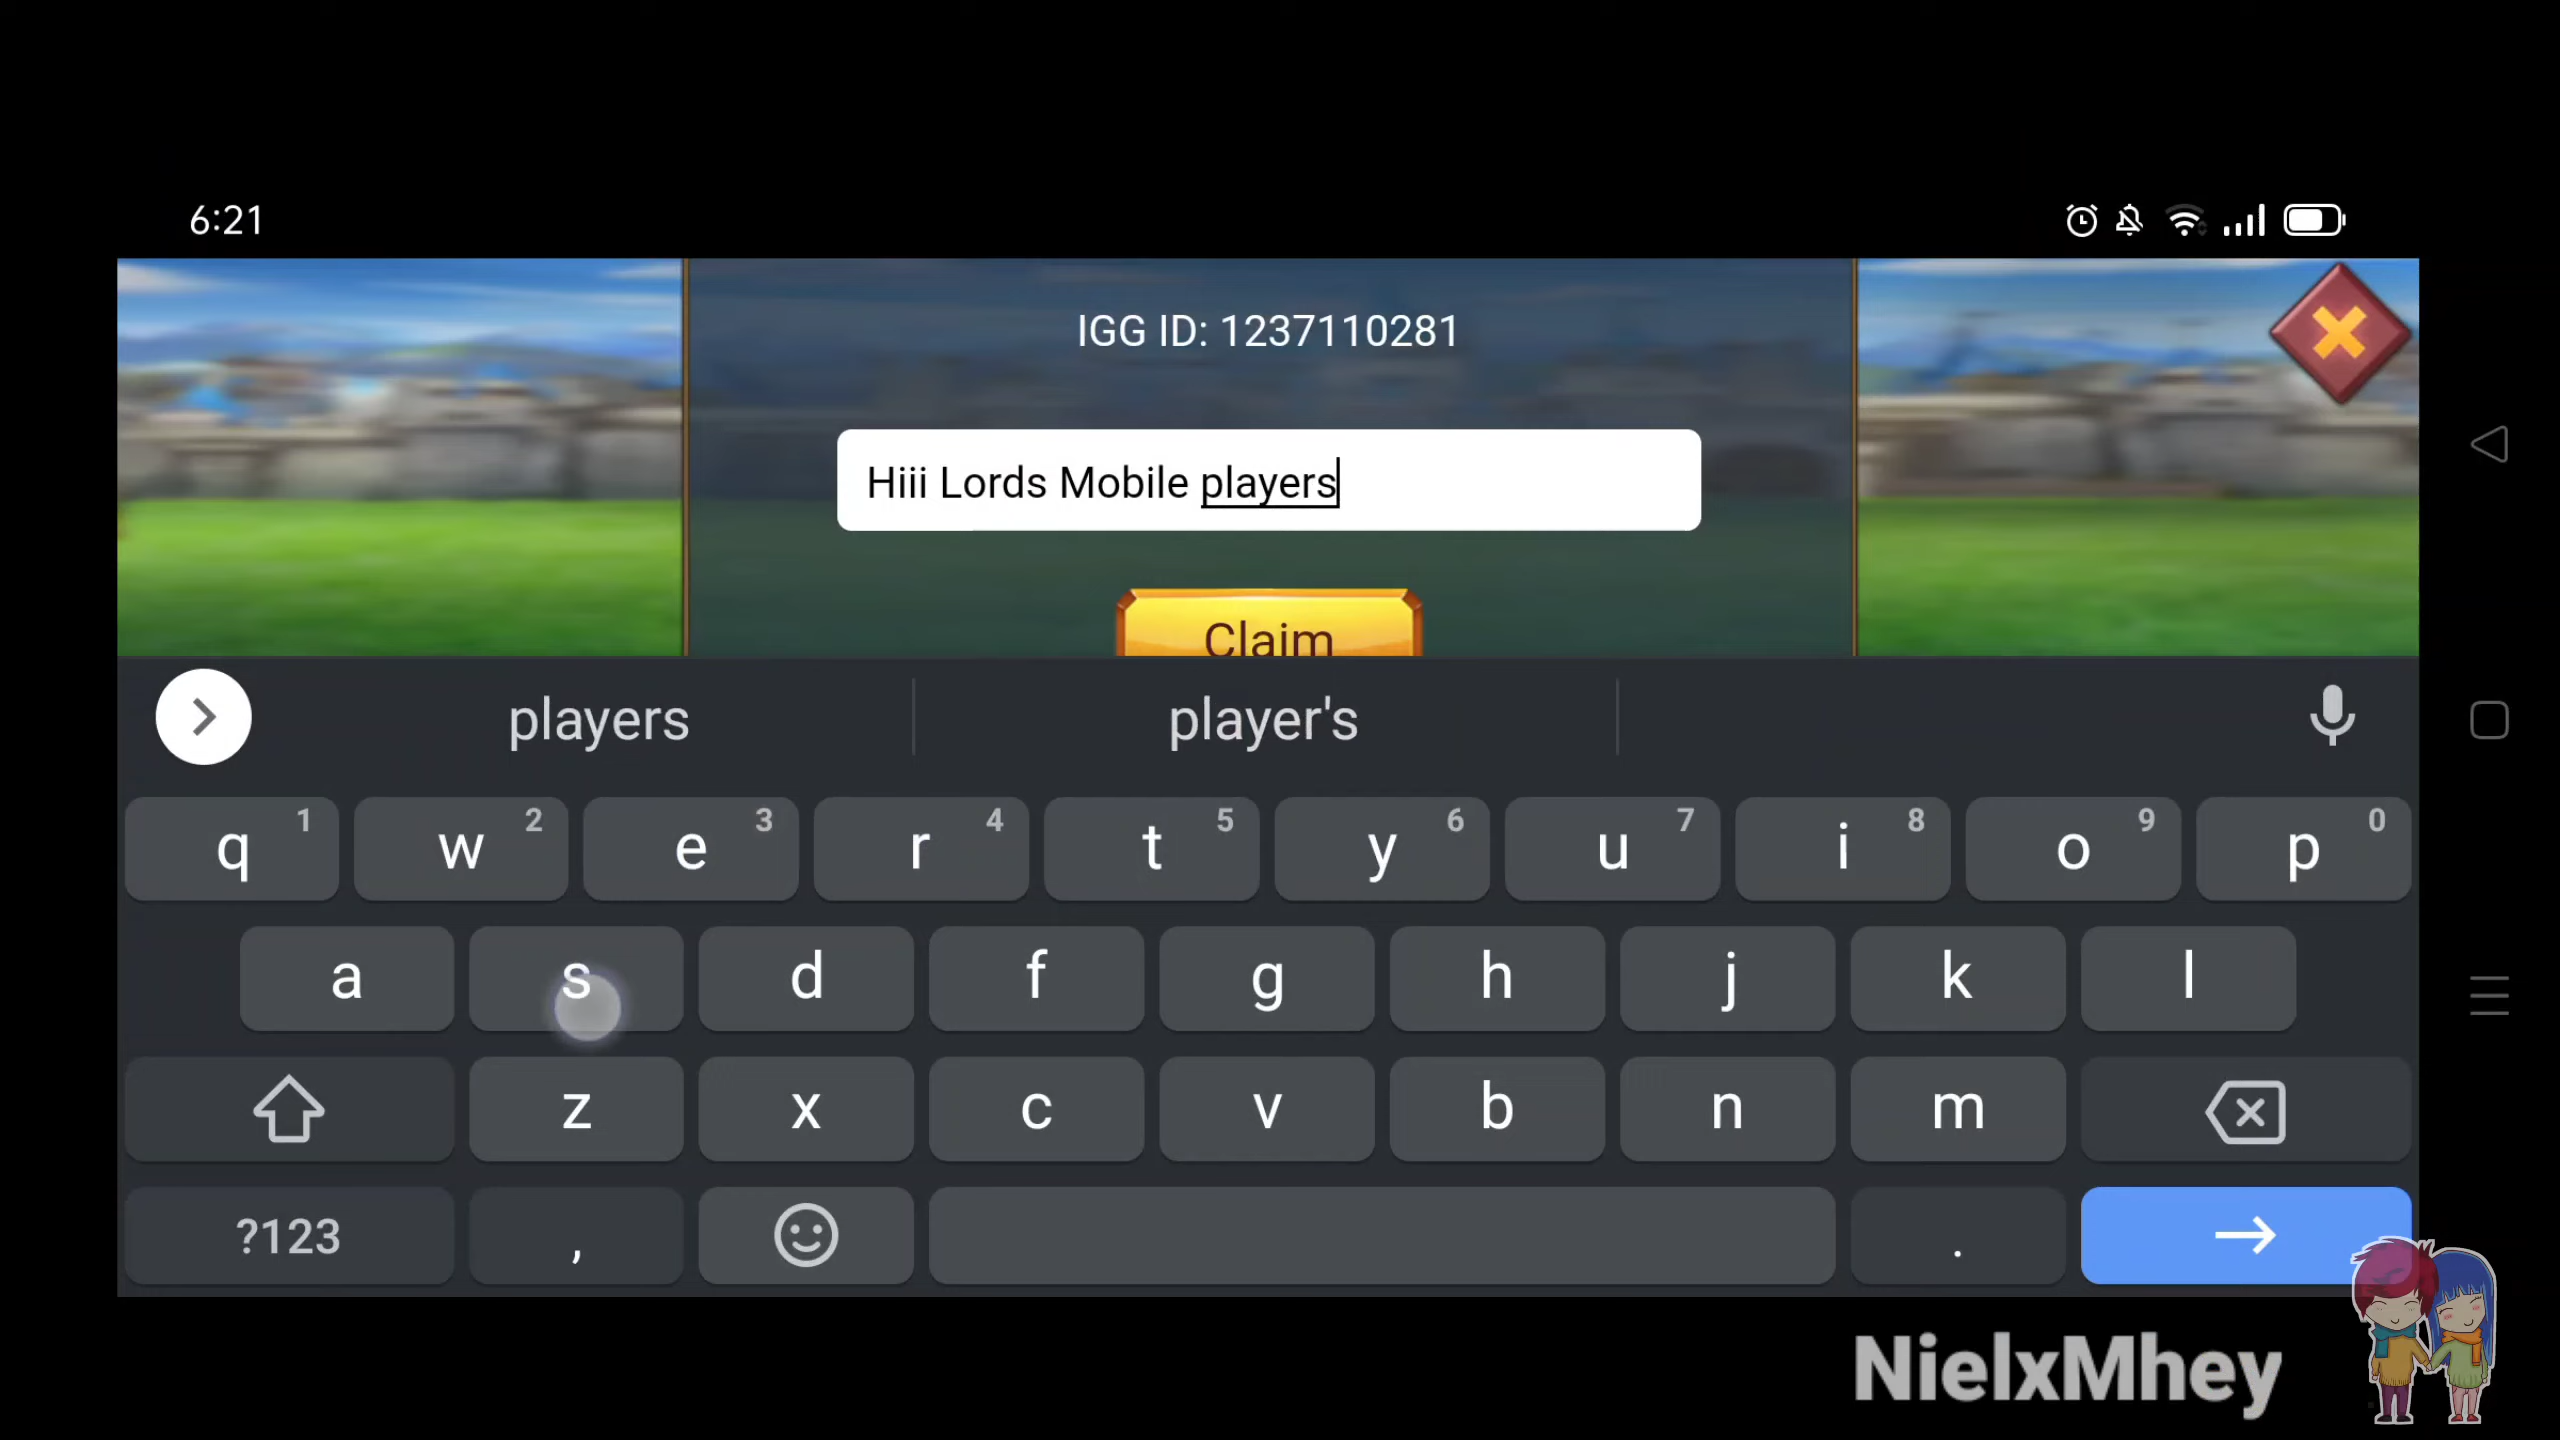 6:21
IGG ID: 1237110281
Hiii Lords Mobile players
Claim
players player's
q 1 w 2 e 3 r 4 t 5 y 6 u 7 i 8 o 9 p 0
a s d f g h j k l
z x c v b n m
?123 , .
NielxMhey